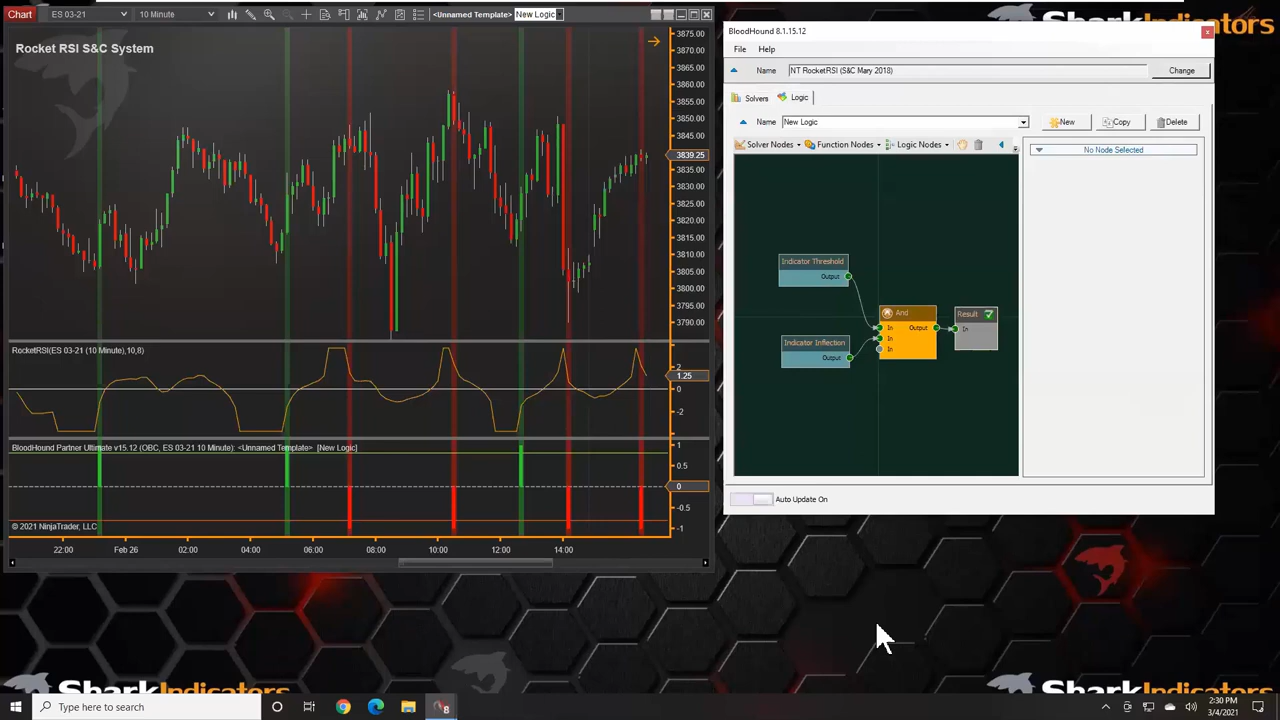 Chart
ES 03-21
10 Minute
<Unnamed Template>
New Logic
Rocket RSI S&C System
3875.00
3870.00
3865.00
3860.00
3855.00
3850.00
3845.00
3840.00
3839.25
3835.00
3830.00
3825.00
3820.00
3815.00
3810.00
3805.00
3800.00
3795.00
3790.00
RocketRSI(ES 03-21 (10 Minute),10,8)
2
1.25
0
-2
BloodHound Partner Ultimate v15.12 (OBC, ES 03-21 10 Minute): <Unnamed Template> [New Logic]
1
0.5
0
-0.5
-1
© 2021 NinjaTrader, LLC
22:00
Feb 26
02:00
04:00
06:00
08:00
10:00
12:00
14:00
SharkIndicators
BloodHound 8.1.15.12
File
Help
Name
NT RocketRSI (S&C Mary 2018)
Change
Solvers
Logic
Name
New Logic
New
Copy
Delete
Solver Nodes
Function Nodes
Logic Nodes
No Node Selected
Indicator Threshold
Output
Indicator Inflection
Output
And
In
Output
In
In
Result
In
Auto Update On
SharkIndicators
SharkIndicators
Type here to search
8
2:30 PM
3/4/2021